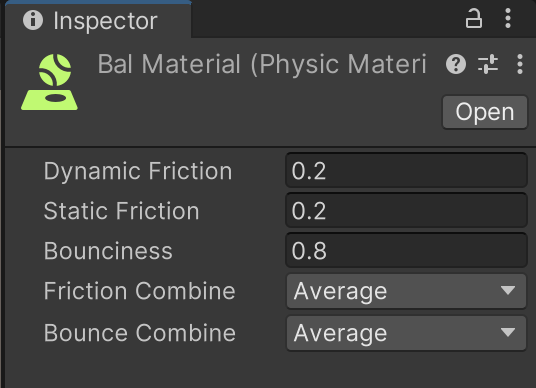 Inspector
Bal Material (Physic Materi
Open
Dynamic Friction 0.2
Static Friction 0.2
Bounciness 0.8
Friction Combine Average
Bounce Combine Average